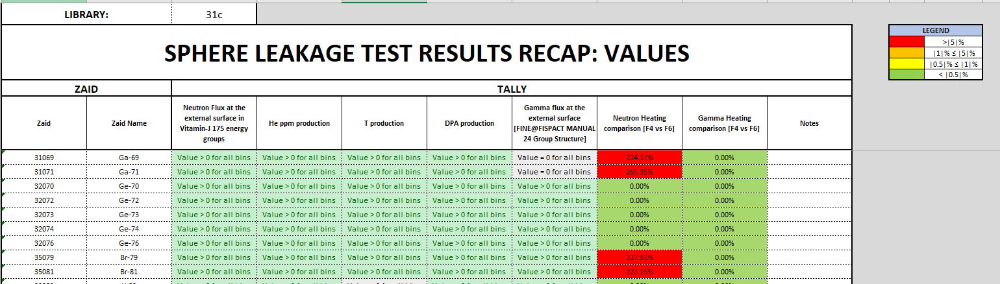 LIBRARY: 31c
SPHERE LEAKAGE TEST RESULTS RECAP: VALUES
LEGEND
>|5|%
|1|% ≤ |5|%
|0.5|% ≤ |1|%
< |0.5|%
ZAID TALLY
Zaid Zaid Name Neutron Flux at the external surface in Vitamin-J 175 energy groups He ppm production T production DPA production Gamma flux at the external surface [FINE@FISPACT MANUAL 24 Group Structure] Neutron Heating comparison [F4 vs F6] Gamma Heating comparison [F4 vs F6] Notes
31069 Ga-69 Value > 0 for all bins Value > 0 for all bins Value > 0 for all bins Value > 0 for all bins Value = 0 for all bins 224.17% 0.00%
31071 Ga-71 Value > 0 for all bins Value > 0 for all bins Value > 0 for all bins Value > 0 for all bins Value = 0 for all bins 265.35% 0.00%
32070 Ge-70 Value > 0 for all bins Value > 0 for all bins Value > 0 for all bins Value > 0 for all bins Value > 0 for all bins 0.00% 0.00%
32072 Ge-72 Value > 0 for all bins Value > 0 for all bins Value > 0 for all bins Value > 0 for all bins Value > 0 for all bins 0.00% 0.00%
32073 Ge-73 Value > 0 for all bins Value > 0 for all bins Value > 0 for all bins Value > 0 for all bins Value > 0 for all bins 0.00% 0.00%
32074 Ge-74 Value > 0 for all bins Value > 0 for all bins Value > 0 for all bins Value > 0 for all bins Value > 0 for all bins 0.00% 0.00%
32076 Ge-76 Value > 0 for all bins Value > 0 for all bins Value > 0 for all bins Value > 0 for all bins Value > 0 for all bins 0.00% 0.00%
35079 Br-79 Value > 0 for all bins Value > 0 for all bins Value > 0 for all bins Value > 0 for all bins Value > 0 for all bins 227.91% 0.00%
35081 Br-81 Value > 0 for all bins Value > 0 for all bins Value > 0 for all bins Value > 0 for all bins Value > 0 for all bins 221.15% 0.00%